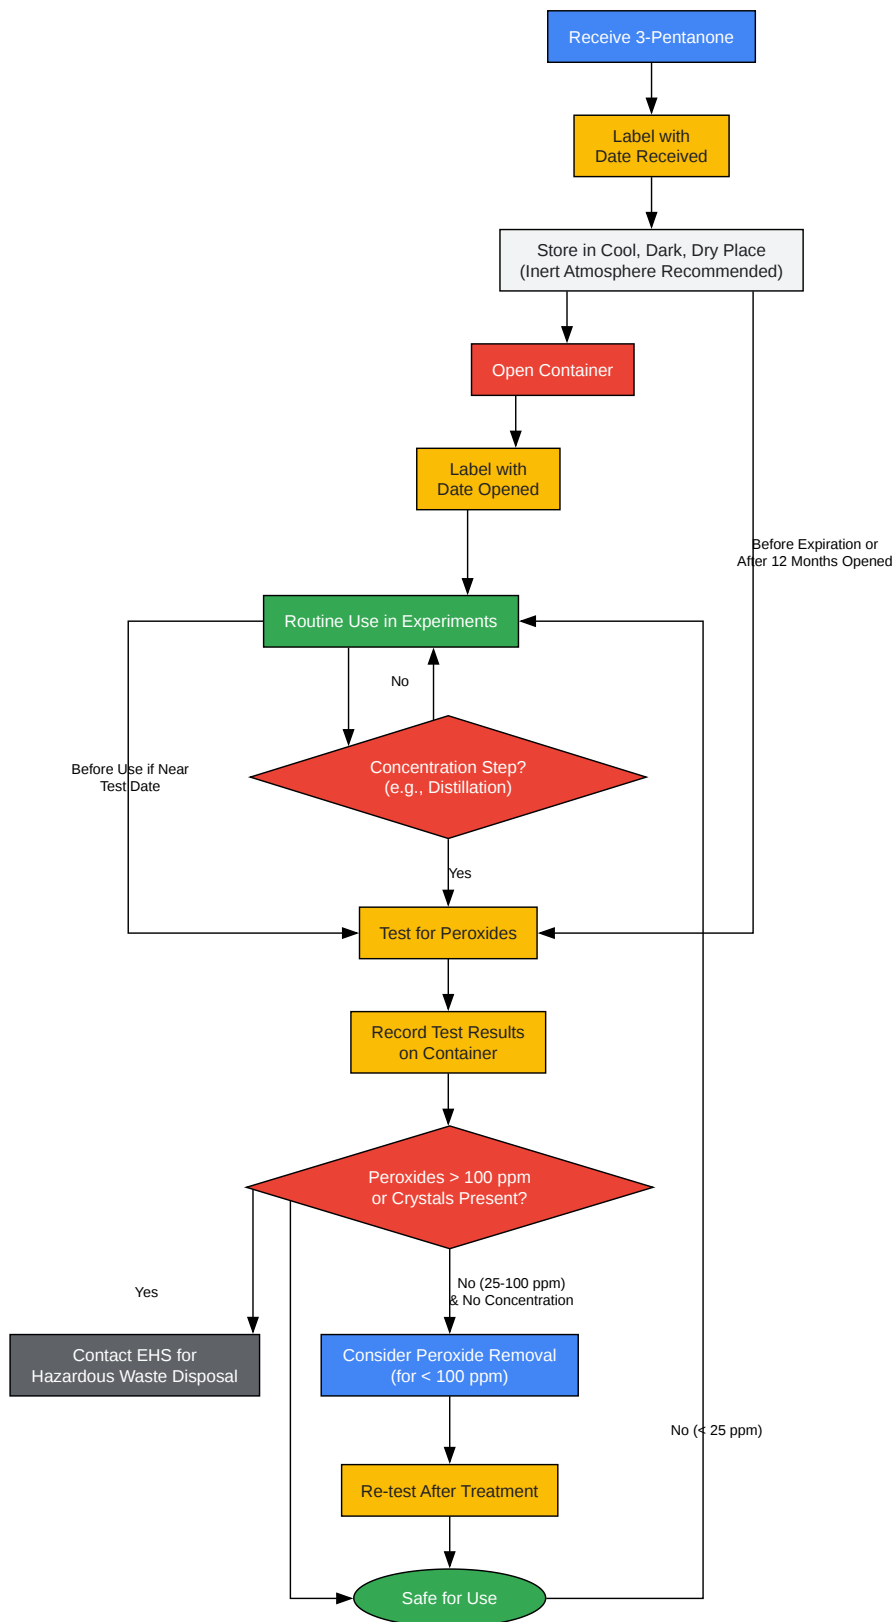 Receive 3-Pentanone
Label with
Date Received
Store in Cool, Dark, Dry Place
(Inert Atmosphere Recommended)
Open Container
Label with
Date Opened
Before Expiration or
After 12 Months Opened
Routine Use in Experiments
No
Concentration Step?
(e.g., Distillation)
Before Use if Near
Test Date
Yes
Test for Peroxides
Record Test Results
on Container
Peroxides > 100 ppm
or Crystals Present?
Yes
No (25-100 ppm)
& No Concentration
Contact EHS for
Hazardous Waste Disposal
Consider Peroxide Removal
(for < 100 ppm)
No (< 25 ppm)
Re-test After Treatment
Safe for Use